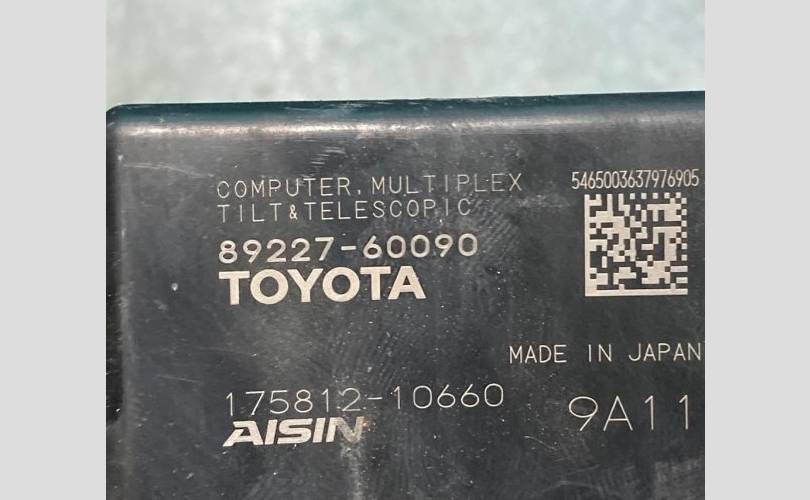 COMPUTER, MULTIPLEX
TILT&TELESCOPIC
89227-60090
TOYOTA
5465003637976905
MADE IN JAPAN
175812-10660
AISIN
9A11